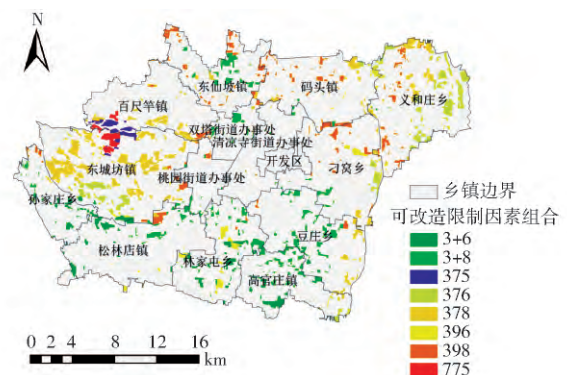 N
东仙坡镇
码头镇
义和庄乡
百尺竿镇
双塔街道办事处
清凉寺街道办事处
开发区
刁窝乡
东城坊镇
桃园街道办事处
孙家庄乡
豆庄乡
松林店镇
林家屯乡
高官庄镇
乡镇边界
可改造限制因素组合
3+6
3+8
375
376
378
396
398
775
0 2 4 8 12 16
km